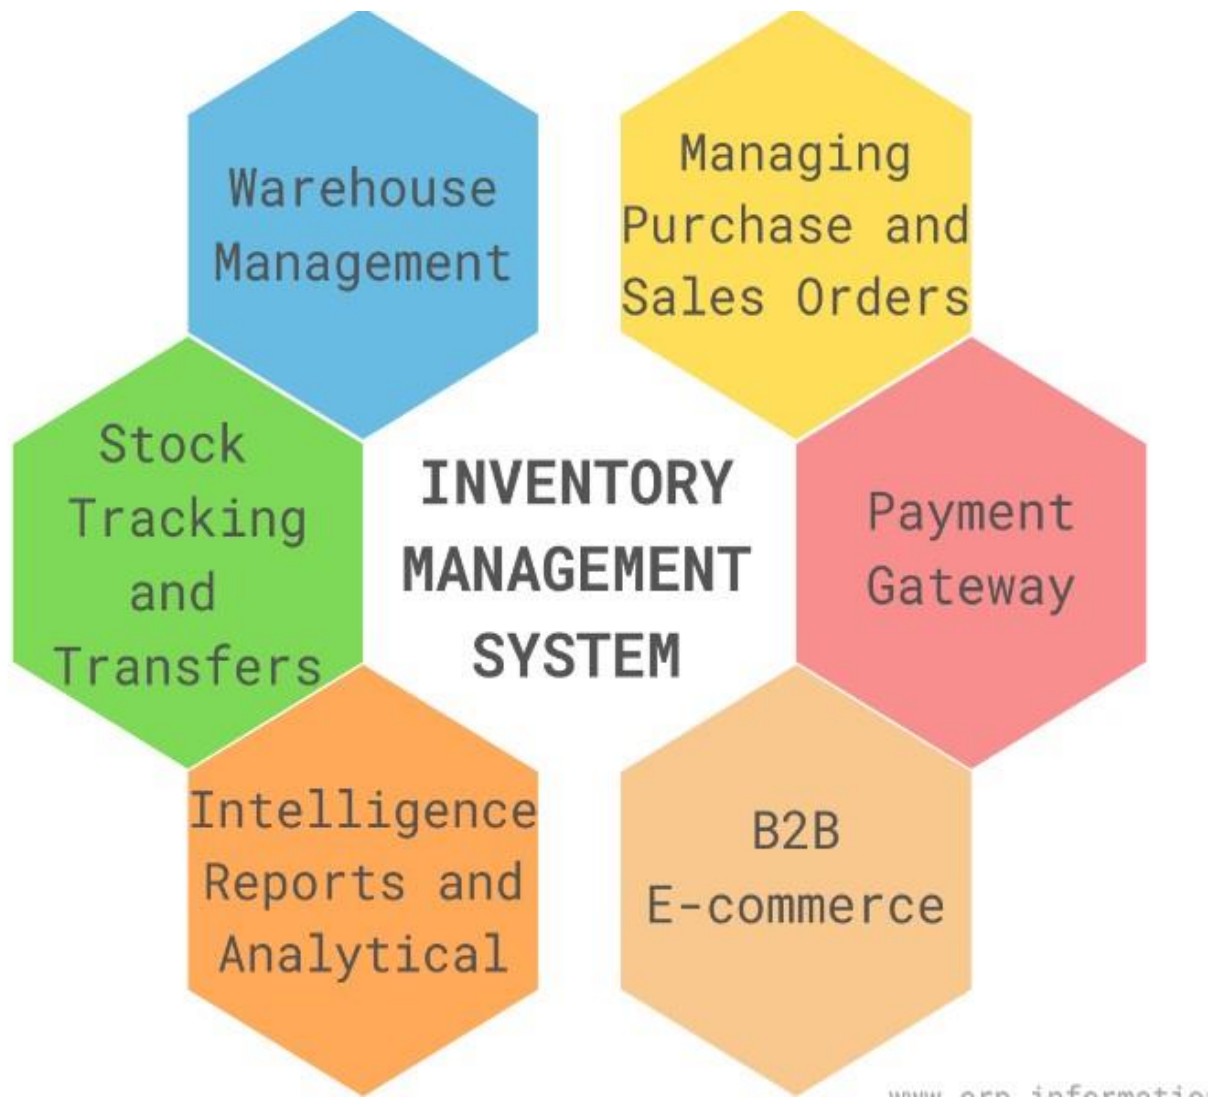 Warehouse
Management
Managing
Purchase and
Sales Orders
Stock
Tracking
and
Transfers
INVENTORY
MANAGEMENT
SYSTEM
Payment
Gateway
Intelligence
Reports and
Analytical
B2B
E-commerce